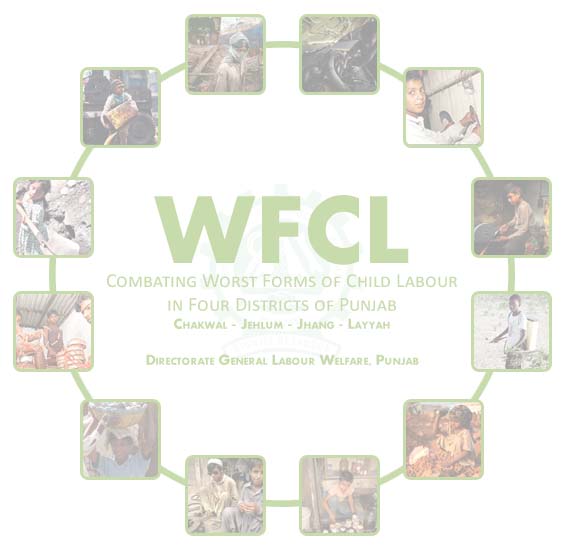 WFCL
Combating Worst Forms of Child Labour
in Four Districts of Punjab
Chakwal - Jehlum - Jhang - Layyah
Directorate General Labour Welfare, Punjab